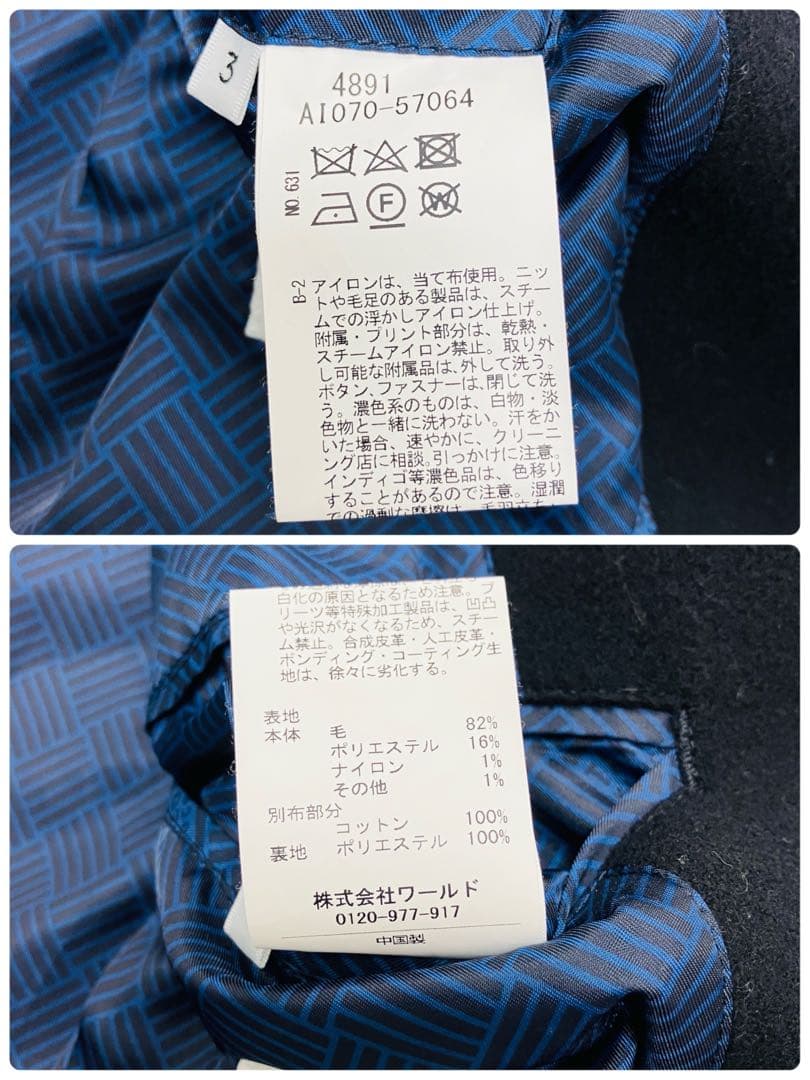 3
4891
AI070-57064
NO.631
F
W
B-2
アイロンは、当て布使用。ニッ
トや毛足のある製品は、スチー
ムでの浮かしアイロン仕上げ。
附属・プリント部分は、乾熱・
スチームアイロン禁止。取り外
し可能な附属品は、外して洗う。
ボタン、ファスナーは、閉じて洗
う。濃色系のものは、白物・淡
色物と一緒に洗わない。汗をか
いた場合、速やかに、クリーニ
ング店に相談。引っかけに注意。
インディゴ等濃色品は、色移り
することがあるので注意。湿潤
での過剰な摩擦は、毛羽立ち・
白化の原因となるため注意。プ
リーツ等特殊加工製品は、凹凸
や光沢がなくなるため、スチー
ム禁止。合成皮革・人工皮革・
ボンディング・コーティング生
地は、徐々に劣化する。
表地
本体 毛 82%
ポリエステル 16%
ナイロン 1%
その他 1%
別布部分
コットン 100%
裏地 ポリエステル 100%
株式会社ワールド
0120-977-917
中国製